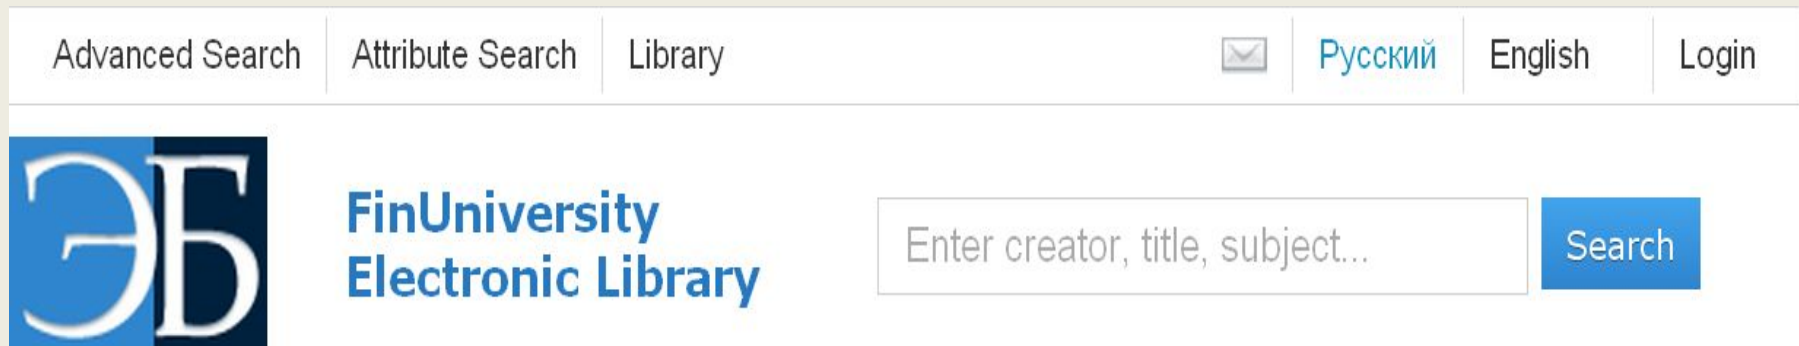 Advanced Search Attribute Search Library Русский English Login
ЭБ
FinUniversity
Electronic Library
Enter creator, title, subject...
Search